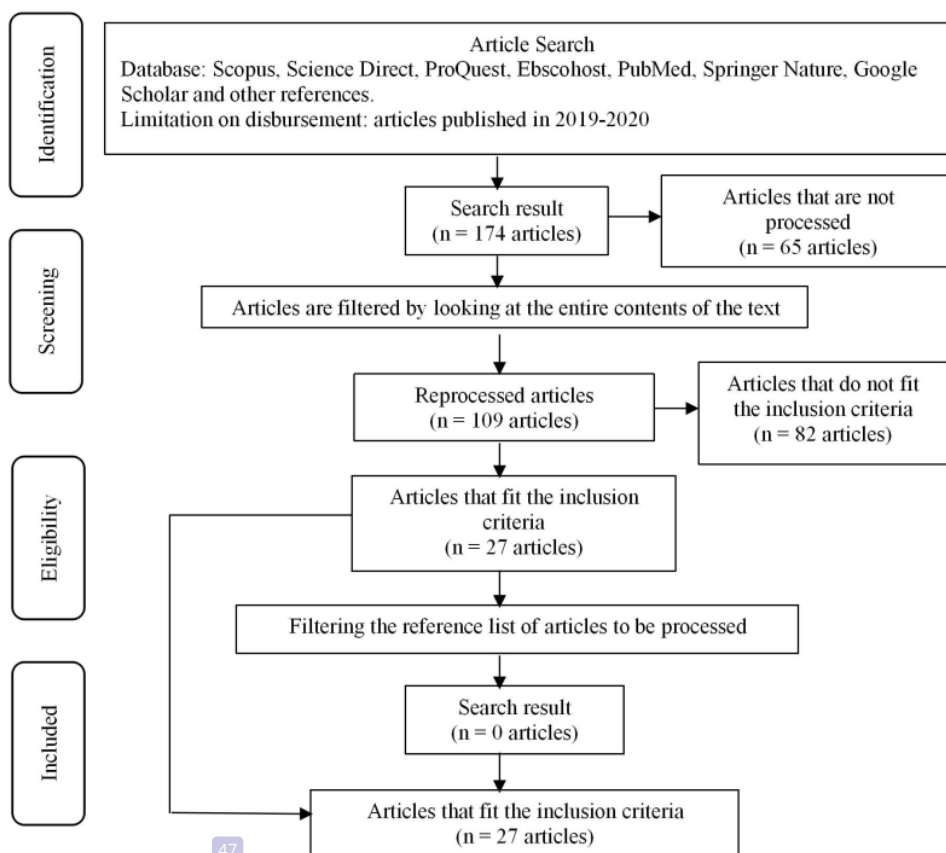 Identification
Article Search
Database: Scopus, Science Direct, ProQuest, Ebscohost, PubMed, Springer Nature, Google
Scholar and other references.
Limitation on disbursement: articles published in 2019-2020
Search result
(n = 174 articles)
Articles that are not
processed
(n = 65 articles)
Screening
Articles are filtered by looking at the entire contents of the text
Reprocessed articles
(n = 109 articles)
Articles that do not fit
the inclusion criteria
(n = 82 articles)
Eligibility
Articles that fit the inclusion
criteria
(n = 27 articles)
Filtering the reference list of articles to be processed
Included
Search result
(n = 0 articles)
Articles that fit the inclusion criteria
(n = 27 articles)
47